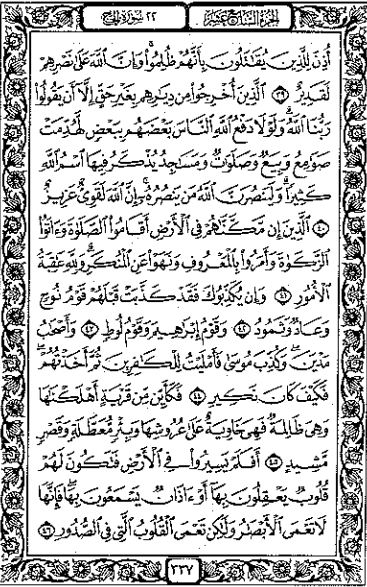 الجزء السابع عشر ٢٢ سورة الحج
أُذِنَ لِلَّذِينَ يُقَٰتَلُونَ بِأَنَّهُمْ ظُلِمُوا۟ ۚ وَإِنَّ ٱللَّهَ عَلَىٰ نَصْرِهِمْ
لَقَدِيرٌ ٣٩ ٱلَّذِينَ أُخْرِجُوا۟ مِن دِيَٰرِهِم بِغَيْرِ حَقٍّ إِلَّآ أَن يَقُولُوا۟
رَبُّنَا ٱللَّهُ ۗ وَلَوْلَا دَفْعُ ٱللَّهِ ٱلنَّاسَ بَعْضَهُم بِبَعْضٍ لَّهُدِّمَتْ
صَوَٰمِعُ وَبِيَعٌ وَصَلَوَٰتٌ وَمَسَٰجِدُ يُذْكَرُ فِيهَا ٱسْمُ ٱللَّهِ
كَثِيرًا ۗ وَلَيَنصُرَنَّ ٱللَّهُ مَن يَنصُرُهُۥٓ ۗ إِنَّ ٱللَّهَ لَقَوِىٌّ عَزِيزٌ
٤٠ ٱلَّذِينَ إِن مَّكَّنَّٰهُمْ فِى ٱلْأَرْضِ أَقَامُوا۟ ٱلصَّلَوٰةَ وَءَاتَوُا۟
ٱلزَّكَوٰةَ وَأَمَرُوا۟ بِٱلْمَعْرُوفِ وَنَهَوْا۟ عَنِ ٱلْمُنكَرِ ۗ وَلِلَّهِ عَٰقِبَةُ
ٱلْأُمُورِ ٤١ وَإِن يُكَذِّبُوكَ فَقَدْ كَذَّبَتْ قَبْلَهُمْ قَوْمُ نُوحٍ
وَعَادٌ وَثَمُودُ ٤٢ وَقَوْمُ إِبْرَٰهِيمَ وَقَوْمُ لُوطٍ ٤٣ وَأَصْحَٰبُ
مَدْيَنَ ۖ وَكُذِّبَ مُوسَىٰ فَأَمْلَيْتُ لِلْكَٰفِرِينَ ثُمَّ أَخَذْتُهُمْ ۖ
فَكَيْفَ كَانَ نَكِيرِ ٤٤ فَكَأَيِّن مِّن قَرْيَةٍ أَهْلَكْنَٰهَا
وَهِىَ ظَالِمَةٌ فَهِىَ خَاوِيَةٌ عَلَىٰ عُرُوشِهَا وَبِئْرٍ مُّعَطَّلَةٍ وَقَصْرٍ
مَّشِيدٍ ٤٥ أَفَلَمْ يَسِيرُوا۟ فِى ٱلْأَرْضِ فَتَكُونَ لَهُمْ
قُلُوبٌ يَعْقِلُونَ بِهَآ أَوْ ءَاذَانٌ يَسْمَعُونَ بِهَا ۖ فَإِنَّهَا
لَا تَعْمَى ٱلْأَبْصَٰرُ وَلَٰكِن تَعْمَى ٱلْقُلُوبُ ٱلَّتِى فِى ٱلصُّدُورِ ٤٦
٣٣٧